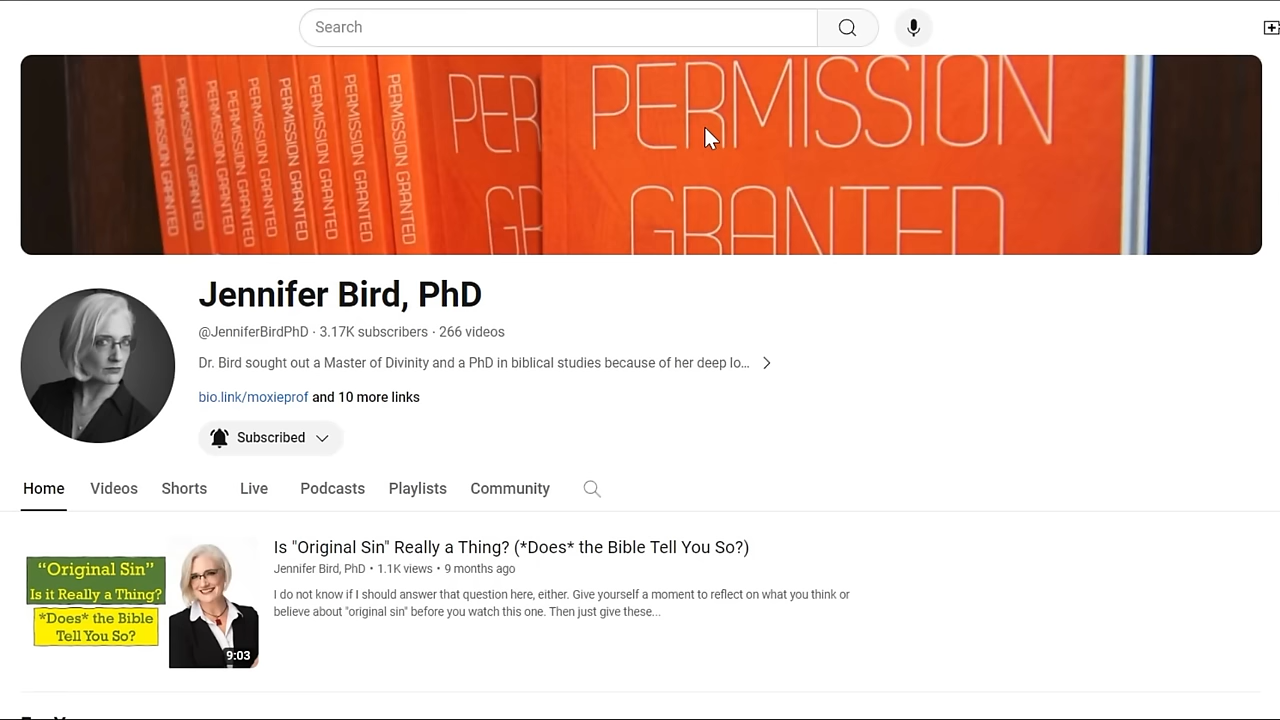 Search
PERMISSION GRANTED
PERMISSION GRANTED
PERMISSION GRANTED
PERMISSION GRANTED
PERMISSION GRANTED
PERMISSION GRANTED
PERMISSION GRANTED
PERMISSION GRANTED
PERMISSION GRANTED
PER
GR
PERMISSION
GRANTED
Jennifer Bird, PhD
@JenniferBirdPhD · 3.17K subscribers · 266 videos
Dr. Bird sought out a Master of Divinity and a PhD in biblical studies because of her deep lo...
bio.link/moxieprof and 10 more links
Subscribed
Home Videos Shorts Live Podcasts Playlists Community
"Original Sin"
Is it Really a Thing?
*Does* the Bible
Tell You So?
9:03
Is "Original Sin" Really a Thing? (*Does* the Bible Tell You So?)
Jennifer Bird, PhD • 1.1K views • 9 months ago
I do not know if I should answer that question here, either. Give yourself a moment to reflect on what you think or
believe about "original sin" before you watch this one. Then just give these...